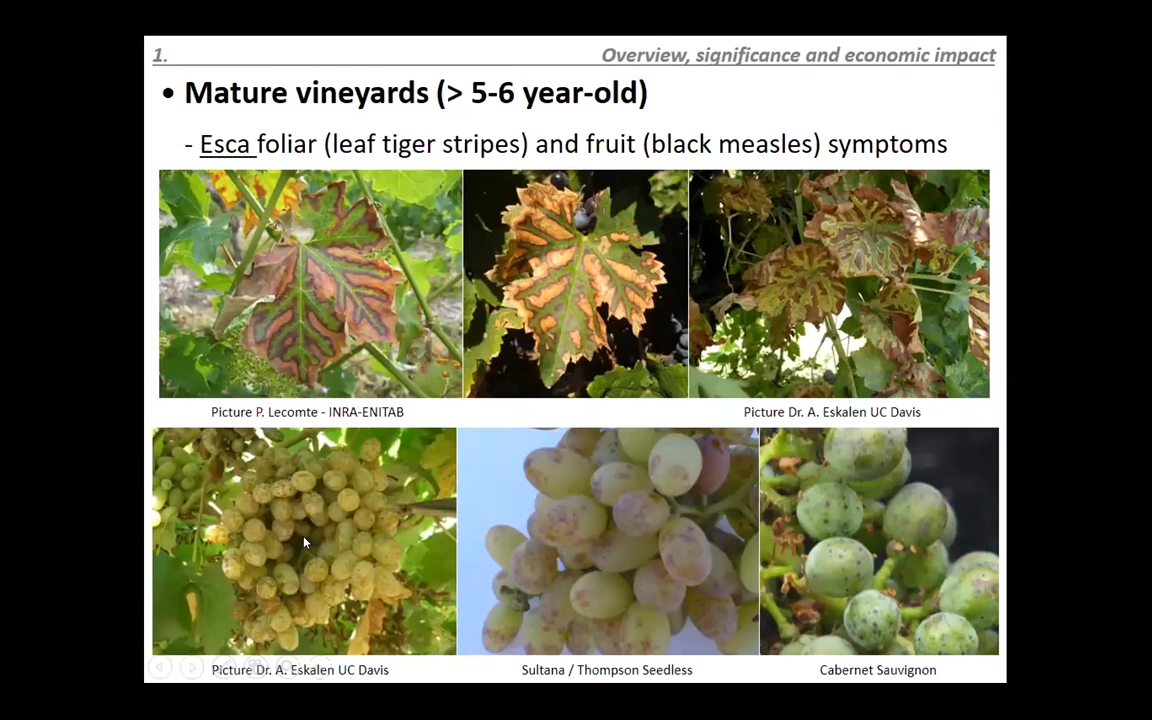 1.
Overview, significance and economic impact
• Mature vineyards (> 5-6 year-old)
- Esca foliar (leaf tiger stripes) and fruit (black measles) symptoms
Picture P. Lecomte - INRA-ENITAB
Picture Dr. A. Eskalen UC Davis
Picture Dr. A. Eskalen UC Davis
Sultana / Thompson Seedless
Cabernet Sauvignon